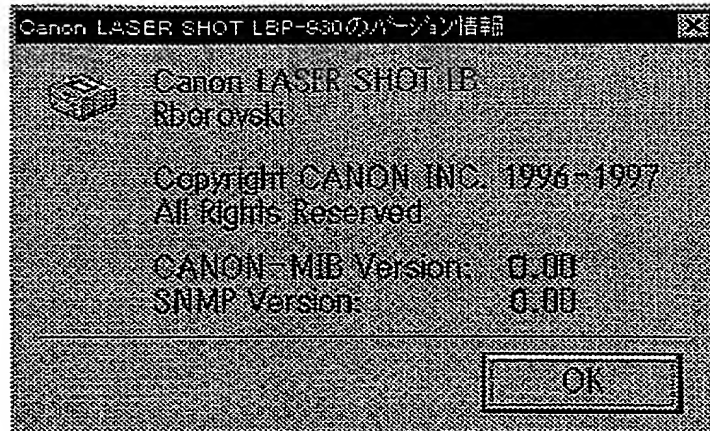 Canon LASER SHOT LBP-930のバージョン情報
Canon LASER SHOT LB
Rborovski
Copyright CANON INC. 1996-1997
All Rights Reserved
CANON-MIB Version: 0.00
SNMP Version: 0.00
OK